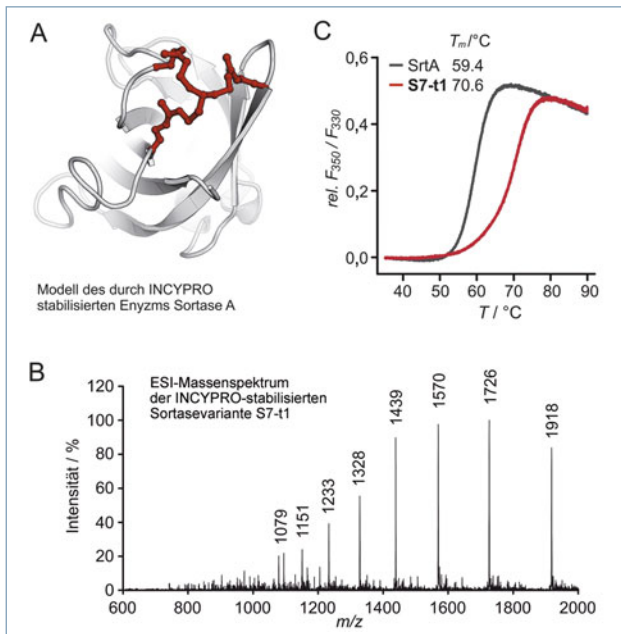 A
Modell des durch INCYPRO
stabilisierten Enyzms Sortase A
C
Tm/°C
SrtA 59.4
S7-t1 70.6
rel. F350 / F330
0,6
0,4
0,2
0,0
40 50 60 70 80 90
T / °C
B
ESI-Massenspektrum
der INCYPRO-stabilisierten
Sortasevariante S7-t1
Intensität / %
120
100
80
60
40
20
0
1079
1151
1233
1328
1439
1570
1726
1918
600 800 1000 1200 1400 1600 1800 2000
m/z